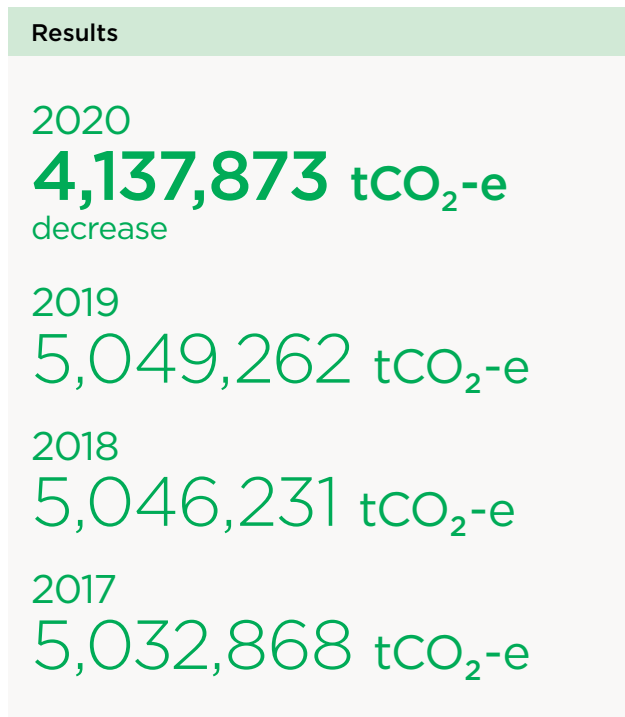 Results
2020
4,137,873 tCO₂-e
decrease
2019
5,049,262 tCO₂-e
2018
5,046,231 tCO₂-e
2017
5,032,868 tCO₂-e